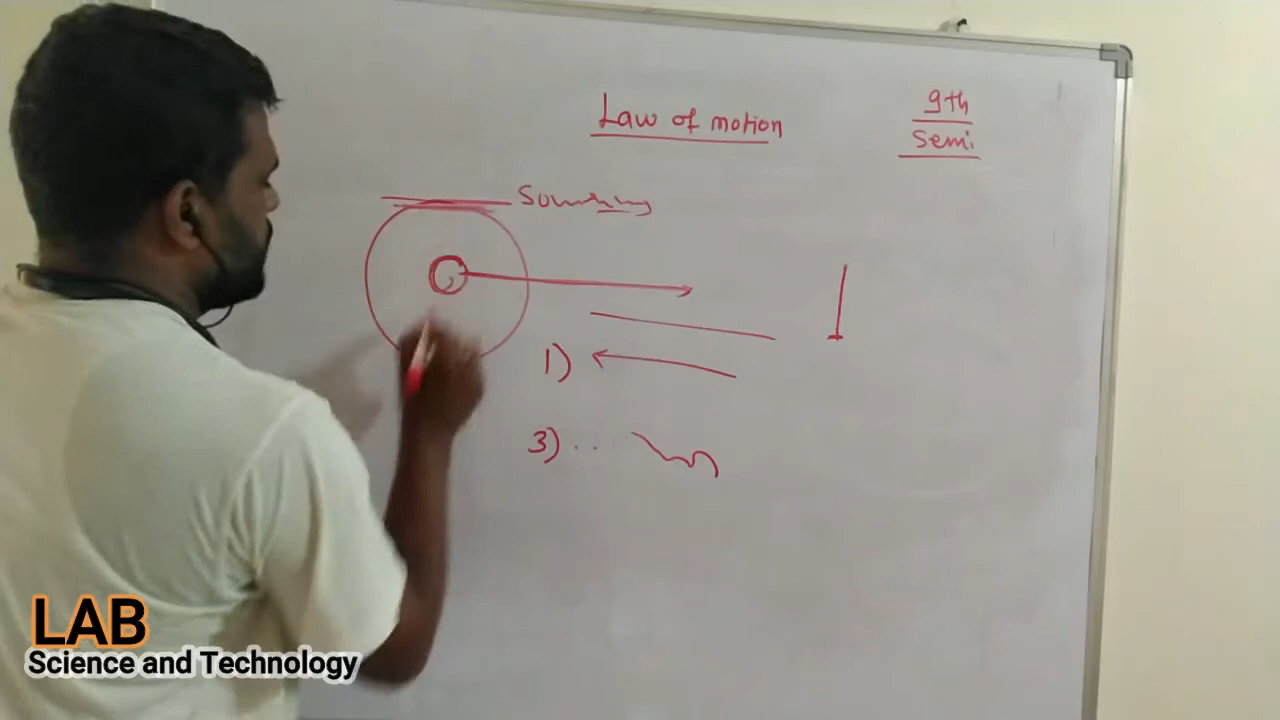 Law of motion
9th
Semi.
1)
3) ..
LAB
Science and Technology